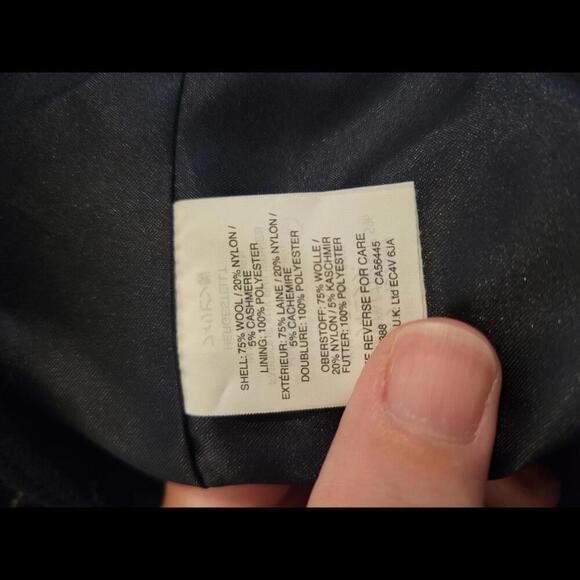 SHELL: 75% WOOL / 20% NYLON /
5% CASHMERE
LINING: 100% POLYESTER
EXTÉRIEUR: 75% LAINE / 20% NYLON /
5% CACHEMIRE
DOUBLURE: 100% POLYESTER
OBERSTOFF: 75% WOLLE /
20% NYLON / 5% KASCHMIR
FUTTER: 100% POLYESTER
REVERSE FOR CARE
388 CA56445
U.K. Ltd EC4V 6JA